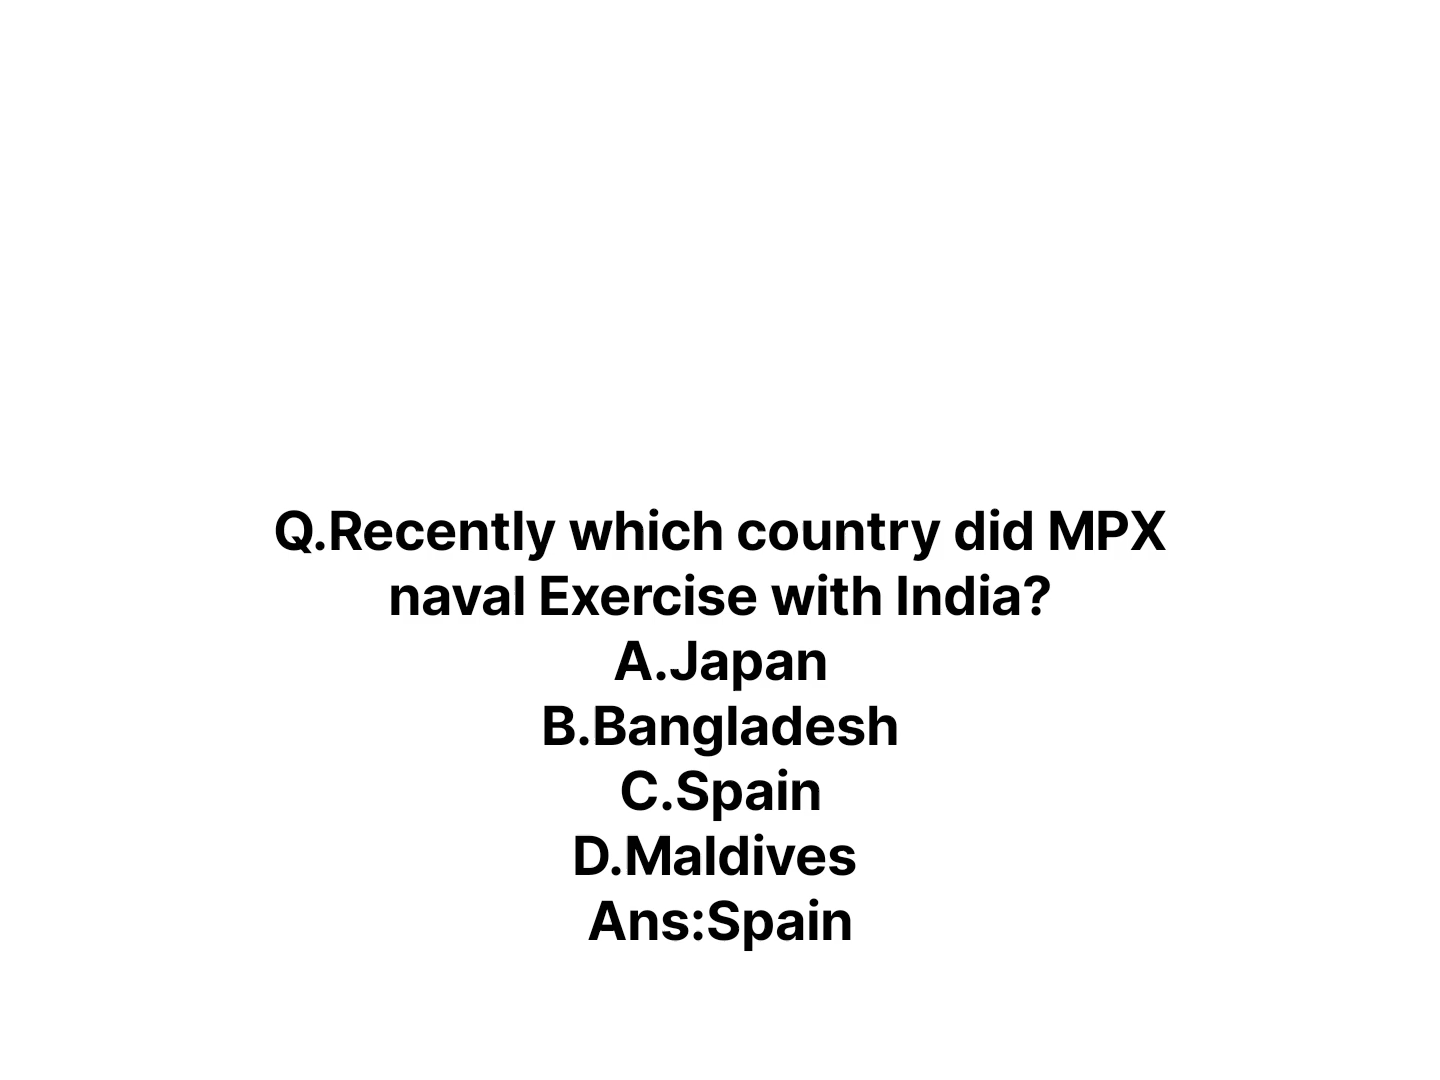 Q.Recently which country did MPX
naval Exercise with India?
A.Japan
B.Bangladesh
C.Spain
D.Maldives
Ans:Spain